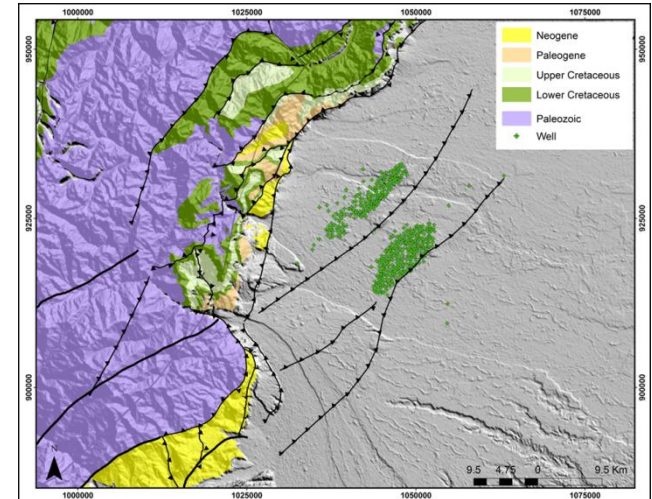 1000000 1025000 1050000 1075000
950000 950000
Neogene
Paleogene
Upper Cretaceous
Lower Cretaceous
Paleozoic
Well
925000 925000
900000 900000
N
9.5 4.75 0 9.5 Km
1000000 1025000 1050000 1075000